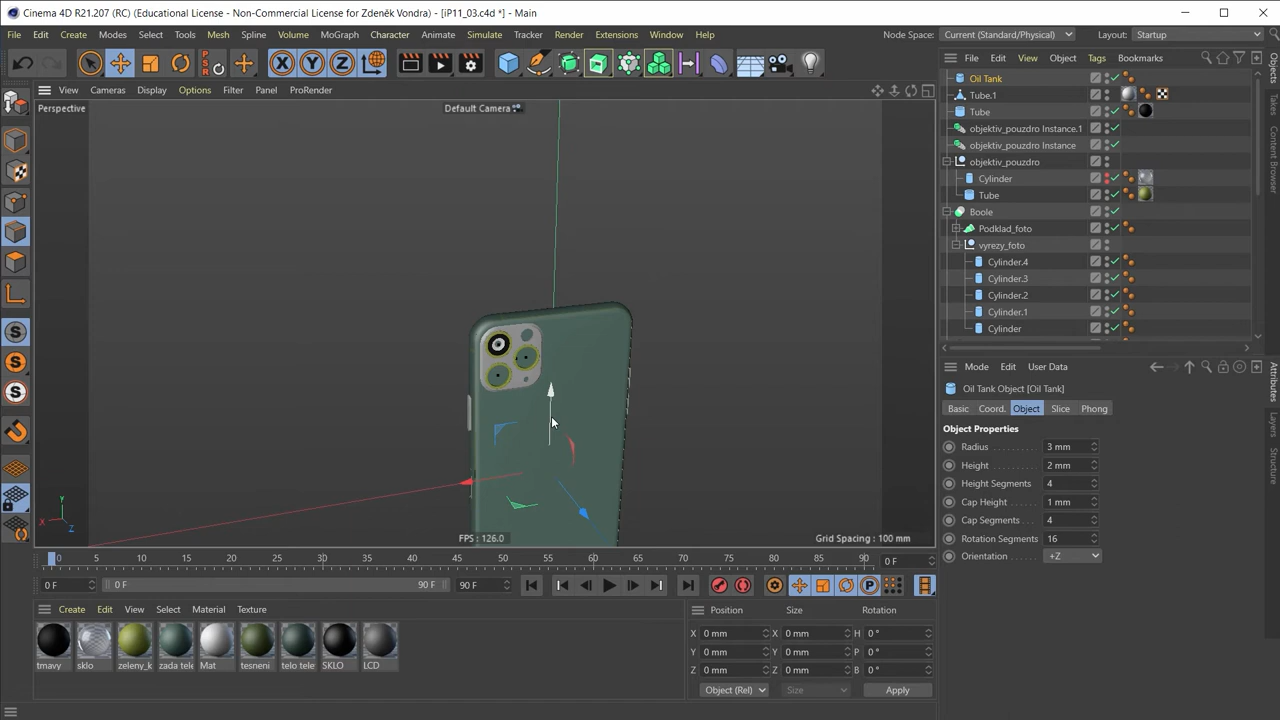 Cinema 4D R21.207 (RC) (Educational License - Non-Commercial License for Zdeněk Vondra) - [iP11_03.c4d *] - Main
File Edit Create Modes Select Tools Mesh Spline Volume MoGraph Character Animate Simulate Tracker Render Extensions Window Help Node Space: Current (Standard/Physical) Layout: Startup
View Cameras Display Options Filter Panel ProRender
File Edit View Object Tags Bookmarks
Perspective
Default Camera
Oil Tank
Tube.1
Tube
objektiv_pouzdro Instance.1
objektiv_pouzdro Instance
objektiv_pouzdro
Cylinder
Tube
Boole
Podklad_foto
vyrezy_foto
Cylinder.4
Cylinder.3
Cylinder.2
Cylinder.1
Cylinder
Objects
Takes
Content Browser
Mode Edit User Data
Oil Tank Object [Oil Tank]
Basic Coord. Object Slice Phong
Object Properties
Radius 3 mm
Height 2 mm
Height Segments 4
Cap Height 1 mm
Cap Segments 4
Rotation Segments 16
Orientation +Z
Attributes
Layers
Structure
X Y Z
PSR
S
S
S
Y
X Z
FPS : 126.0
Grid Spacing : 100 mm
0 5 10 15 20 25 30 35 40 45 50 55 60 65 70 75 80 85 90 0 F
0 F 0 F 90 F 90 F
P
Create Edit View Select Material Texture
tmavy sklo zeleny_k zada tele Mat tesneni telo tele SKLO LCD
Position Size Rotation
X 0 mm X 0 mm H 0 °
Y 0 mm Y 0 mm P 0 °
Z 0 mm Z 0 mm B 0 °
Object (Rel) Size Apply